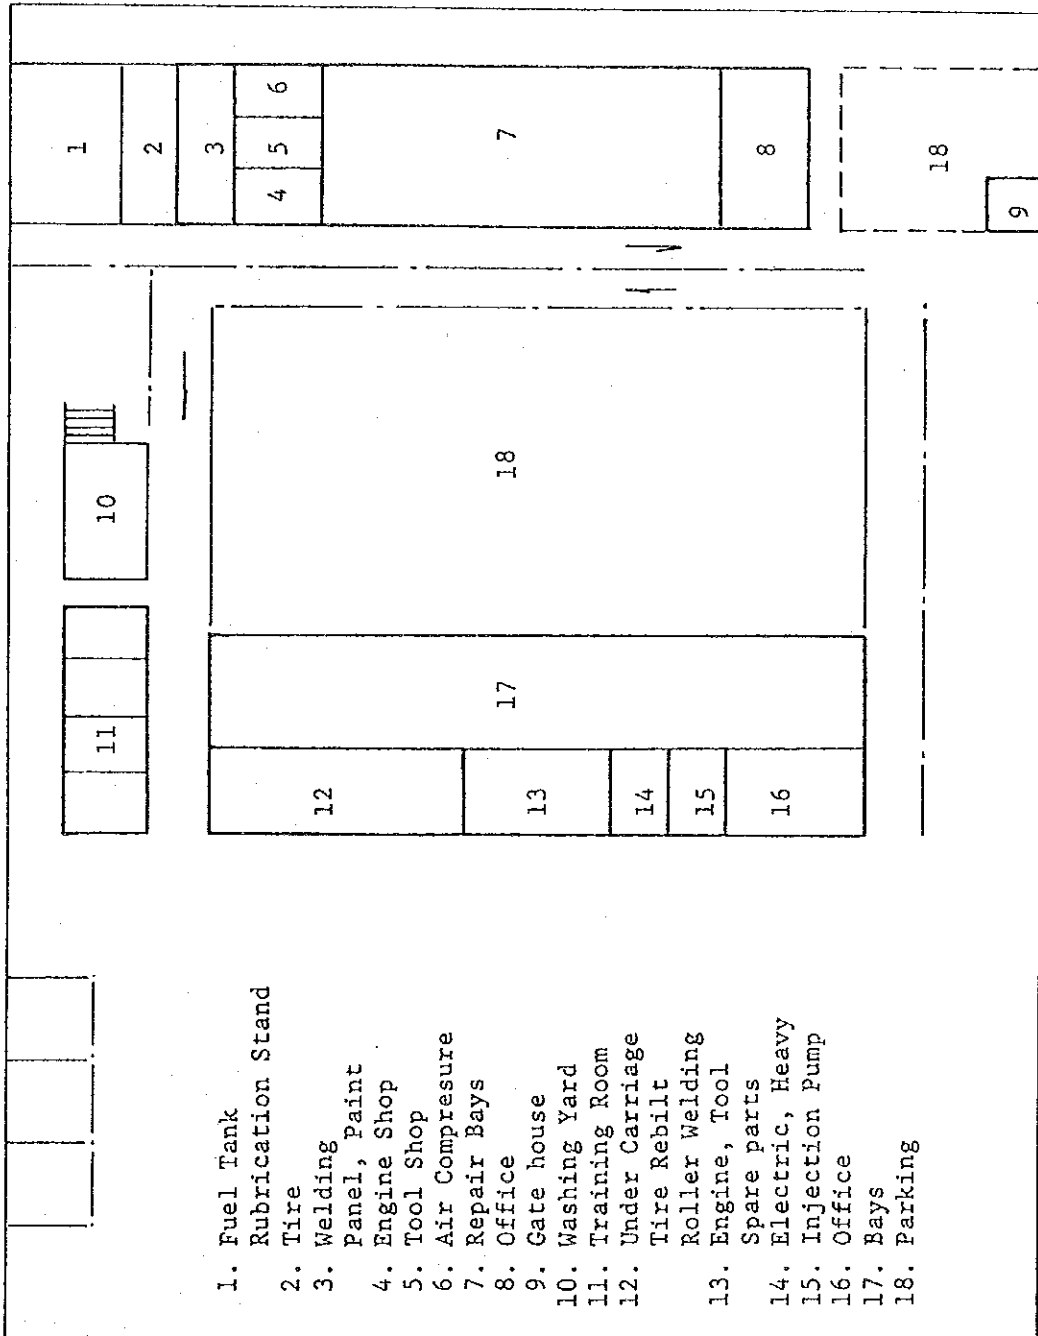 1. Fuel Tank
Rubrication Stand
2. Tire
3. Welding
Panel, Paint
4. Engine Shop
5. Tool Shop
6. Air Compresure
7. Repair Bays
8. Office
9. Gate house
10. Washing Yard
11. Training Room
12. Under Carriage
Tire Rebilt
Roller Welding
13. Engine, Tool
Spare parts
14. Electric, Heavy
15. Injection Pump
16. Office
17. Bays
18. Parking
11
10
1
2
3
4 5 6
12
13
14
15
16
17
18
7
8
18
9